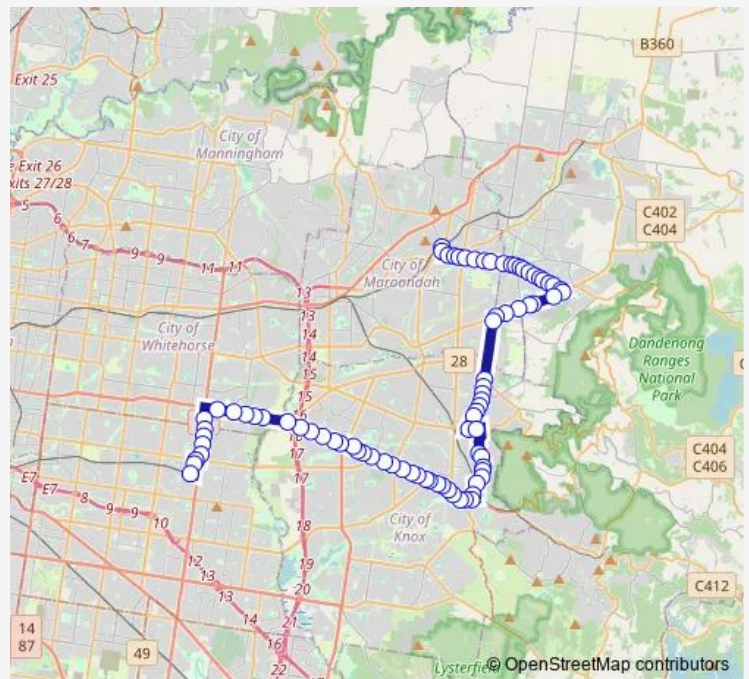 B360
Exit 25
City of
Manningham
e Exit 26
xits 27/28
5
6
6
7
9
9
11
11
C402
C404
City of
Maroondah
13
13
City of
Whitehorse
14
14
15
15
16
28
Dandenong
Ranges
National
Park
C404
C406
E7
17
17
E7
8
9
9
10
City of
Knox
18
12
13
13
19
20
C412
14
87
14
16
21
22
49
Lysterfield
© OpenStreetMap contributors